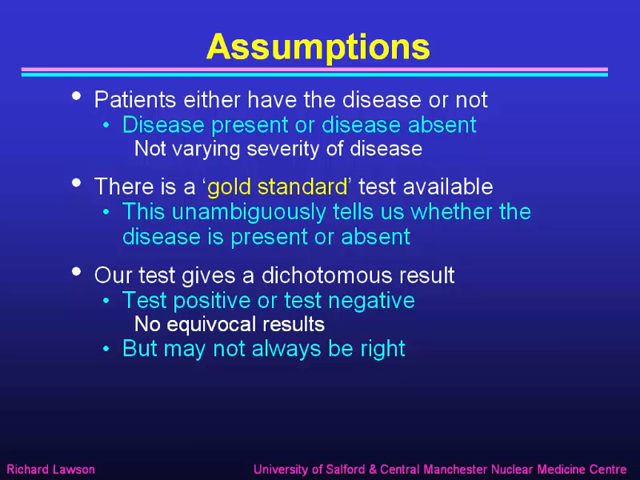 Assumptions
• Patients either have the disease or not
• Disease present or disease absent
Not varying severity of disease
• There is a ‘gold standard’ test available
• This unambiguously tells us whether the
disease is present or absent
• Our test gives a dichotomous result
• Test positive or test negative
No equivocal results
• But may not always be right
Richard Lawson
University of Salford & Central Manchester Nuclear Medicine Centre